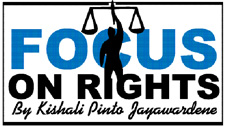 FOCUS
ON RIGHTS
By Kishali Pinto Jayawardene